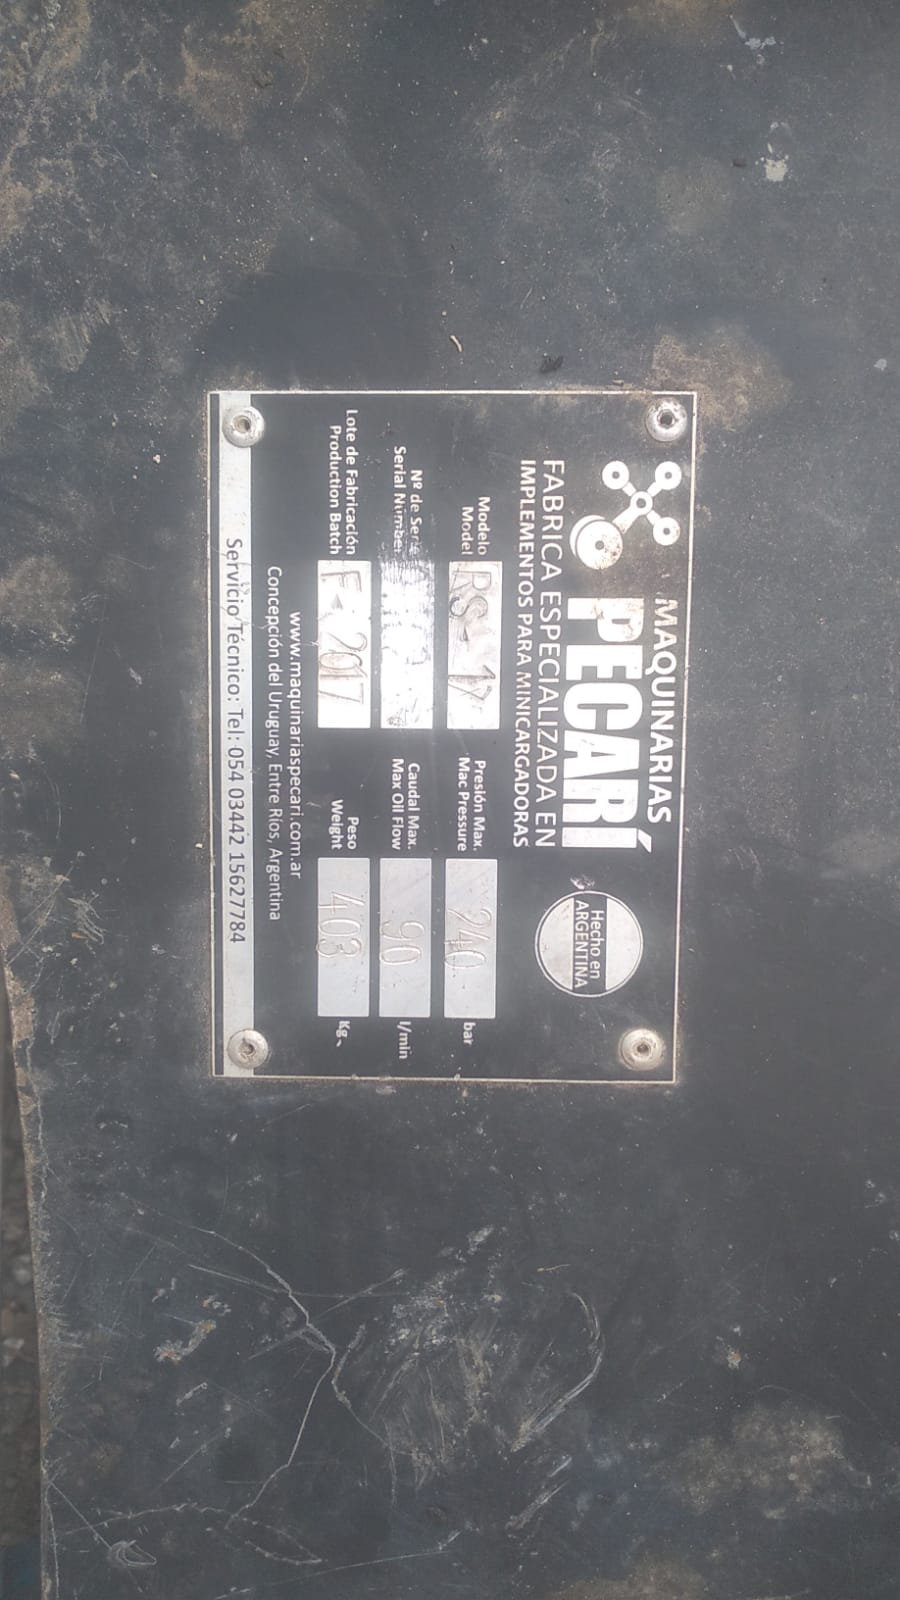 MAQUINARIAS
PECARÍ
Hecho en
ARGENTINA
FABRICA ESPECIALIZADA EN
IMPLEMENTOS PARA MINICARGADORAS
Modelo
Model
RS-17
Presión Max.
Mac Pressure
240
bar
Nº de Serie
Serial Number
Caudal Max.
Max Oil Flow
90
l/min
Lote de Fabricación
Production Batch
F-2017
Peso
Weight
403
Kg
www.maquinariaspecari.com.ar
Concepción del Uruguay, Entre Ríos, Argentina
Servicio Técnico: Tel: 054 03442 15627784